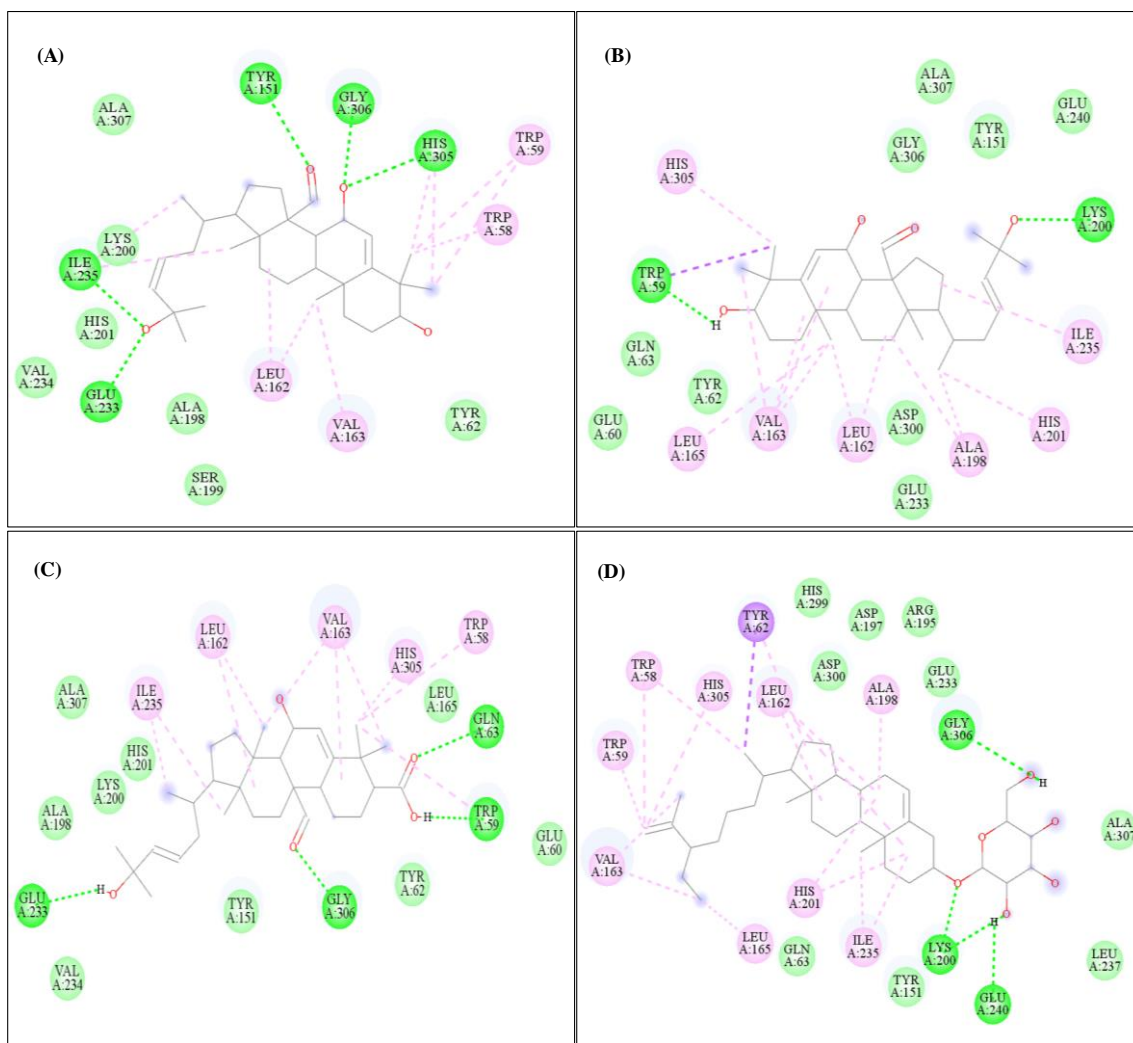 (A)
TYR
A:151
GLY
A:306
ALA
A:307
HIS
A:305
TRP
A:59
O
O
TRP
A:58
LYS
A:200
ILE
A:235
HIS
A:201
O
O
VAL
A:234
GLU
A:233
LEU
A:162
ALA
A:198
VAL
A:163
TYR
A:62
SER
A:199
(B)
ALA
A:307
GLU
A:240
TYR
A:151
GLY
A:306
HIS
A:305
LYS
A:200
O
O
O
TRP
A:59
O
H
ILE
A:235
GLN
A:63
TYR
A:62
GLU
A:60
LEU
A:165
VAL
A:163
LEU
A:162
ASP
A:300
ALA
A:198
HIS
A:201
GLU
A:233
(C)
LEU
A:162
VAL
A:163
TRP
A:58
HIS
A:305
ALA
A:307
ILE
A:235
LEU
A:165
O
GLN
A:63
HIS
A:201
LYS
A:200
O
ALA
A:198
O
H
TRP
A:59
GLU
A:60
O
TYR
A:62
H
O
GLU
A:233
TYR
A:151
GLY
A:306
VAL
A:234
(D)
HIS
A:299
TYR
A:62
ASP
A:197
ARG
A:195
TRP
A:58
HIS
A:305
LEU
A:162
ASP
A:300
ALA
A:198
GLU
A:233
GLY
A:306
TRP
A:59
O
H
ALA
A:307
O
O
VAL
A:163
O
O
HIS
A:201
O
H
LEU
A:165
GLN
A:63
ILE
A:235
LYS
A:200
LEU
A:237
TYR
A:151
GLU
A:240